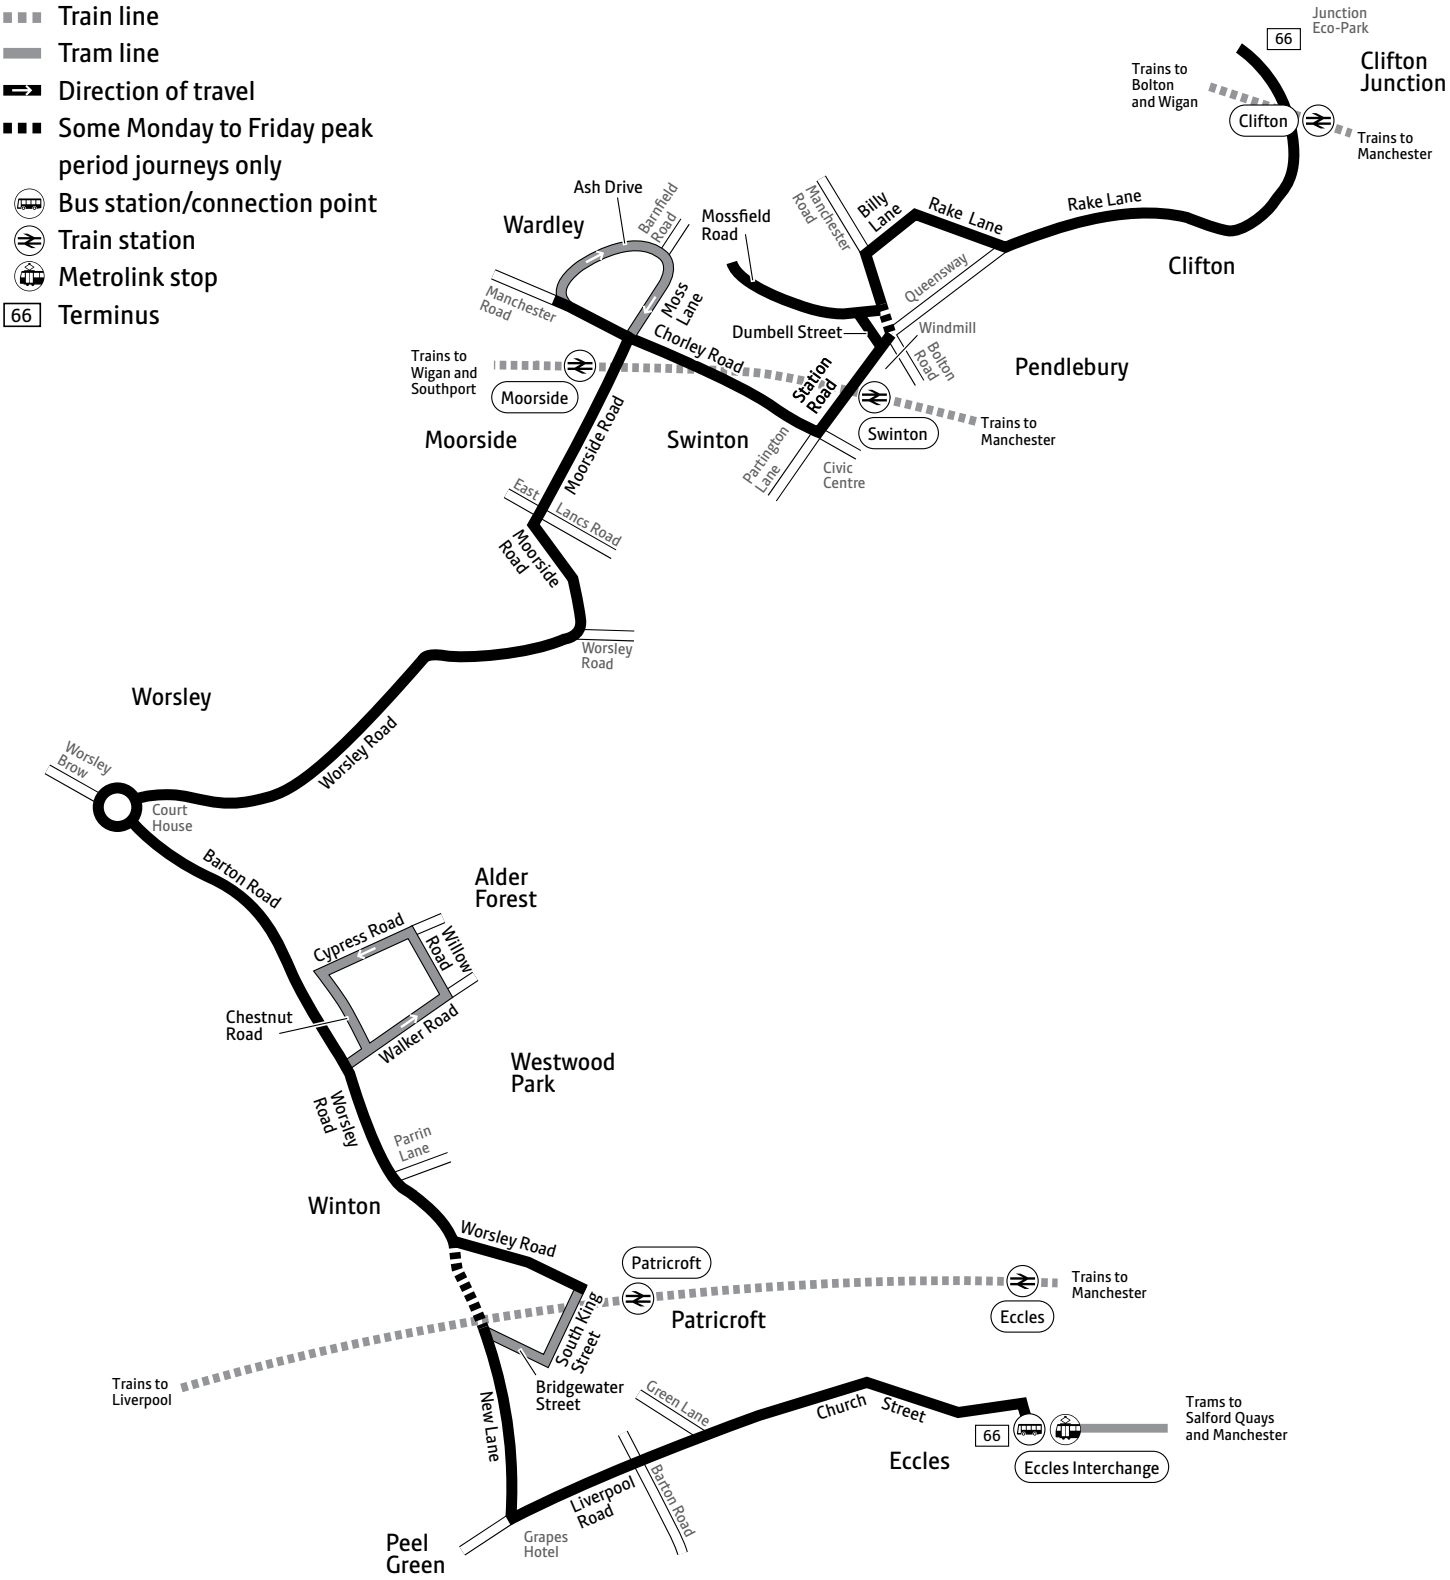 Train line
Tram line
Direction of travel
Some Monday to Friday peak
period journeys only
Bus station/connection point
Train station
Metrolink stop
66 Terminus
Junction
Eco-Park
66
Clifton
Junction
Trains to
Bolton
and Wigan
Clifton
Trains to
Manchester
Ash Drive
Barnfield
Road
Wardley
Mossfield
Road
Manchester
Road
Billy
Lane
Rake Lane
Rake Lane
Clifton
Queensway
Manchester
Road
Moss
Lane
Chorley Road
Dumbell Street
Windmill
Bolton
Road
Pendlebury
Trains to
Wigan and
Southport
Moorside
Station
Road
Swinton
Trains to
Manchester
Moorside
Moorside Road
Swinton
Partington
Lane
Civic
Centre
East
Lancs Road
Moorside
Road
Worsley
Road
Worsley
Worsley Road
Worsley
Brow
Court
House
Barton Road
Alder
Forest
Cypress Road
Willow
Road
Chestnut
Road
Walker Road
Westwood
Park
Worsley
Road
Parrin
Lane
Winton
Worsley Road
Patricroft
Trains to
Manchester
Eccles
Patricroft
South King
Street
Trains to
Liverpool
Bridgewater
Street
New Lane
Green Lane
Church Street
Trams to
Salford Quays
and Manchester
66
Eccles
Eccles Interchange
Liverpool
Road
Barton Road
Peel
Green
Grapes
Hotel